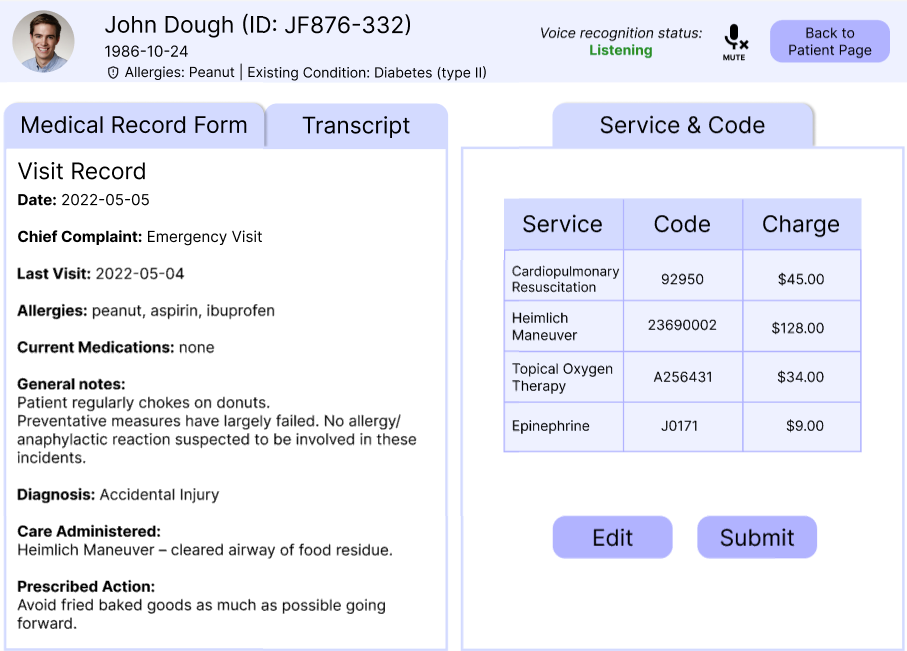 John Dough (ID: JF876-332)
1986-10-24
Allergies: Peanut | Existing Condition: Diabetes (type II)
Voice recognition status:
Listening
MUTE
Back to
Patient Page
Medical Record Form
Transcript
Visit Record
Date: 2022-05-05
Chief Complaint: Emergency Visit
Last Visit: 2022-05-04
Allergies: peanut, aspirin, ibuprofen
Current Medications: none
General notes:
Patient regularly chokes on donuts.
Preventative measures have largely failed. No allergy/
anaphylactic reaction suspected to be involved in these
incidents.
Diagnosis: Accidental Injury
Care Administered:
Heimlich Maneuver – cleared airway of food residue.
Prescribed Action:
Avoid fried baked goods as much as possible going
forward.
Service & Code
Service Code Charge
Cardiopulmonary
Resuscitation 92950 $45.00
Heimlich
Maneuver 23690002 $128.00
Topical Oxygen
Therapy A256431 $34.00
Epinephrine J0171 $9.00
Edit
Submit